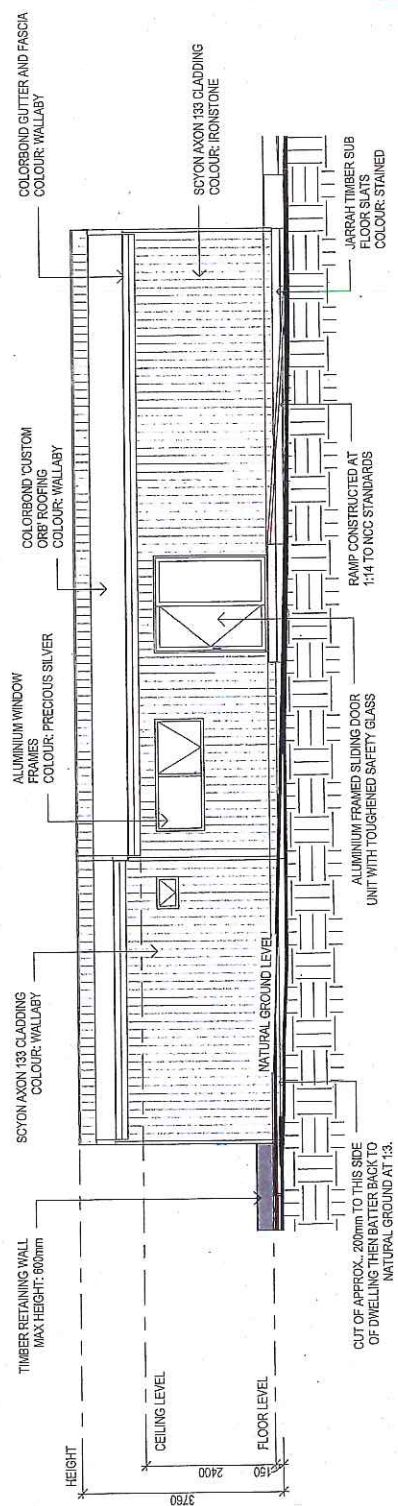 TIMBER RETAINING WALL
MAX HEIGHT: 600mm
SCYON AXON 133 CLADDING
COLOUR: WALLABY
ALUMINIUM WINDOW
FRAMES
COLOUR: PRECIOUS SILVER
COLORBOND 'CUSTOM
ORB' ROOFING
COLOUR: WALLABY
COLORBOND GUTTER AND FASCIA
COLOUR: WALLABY
SCYON AXON 133 CLADDING
COLOUR: IRONSTONE
HEIGHT
CEILING LEVEL
FLOOR LEVEL
3760
2400
150
NATURAL GROUND LEVEL
CUT OF APPROX.. 200mm TO THIS SIDE
OF DWELLING THEN BATTER BACK TO
NATURAL GROUND AT 1:3.
ALUMINIUM FRAMED SLIDING DOOR
UNIT WITH TOUGHENED SAFETY GLASS
RAMP CONSTRUCTED AT
1:14 TO NCC STANDARDS
JARRAH TIMBER SUB
FLOOR SLATS
COLOUR: STAINED